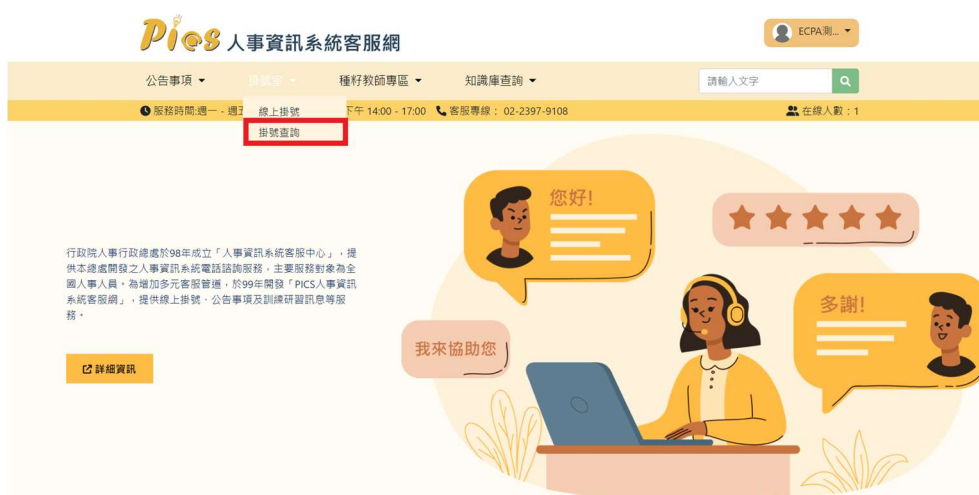 Pics 人事資訊系統客服網
ECPA測...
公告事項
掛號室
種籽教師專區
知識庫查詢
請輸入文字
服務時間:週一 - 週五
下午 14:00 - 17:00
客服專線： 02-2397-9108
在線人數：1
線上掛號
掛號查詢
行政院人事行政總處於98年成立「人事資訊系統客服中心」，提
供本總處開發之人事資訊系統電話諮詢服務，主要服務對象為全
國人事人員。為增加多元客服管道，於99年開發「PICS人事資訊
系統客服網」，提供線上掛號、公告事項及訓練研習訊息等服
務。
詳細資訊
您好!
我來協助您
多謝!